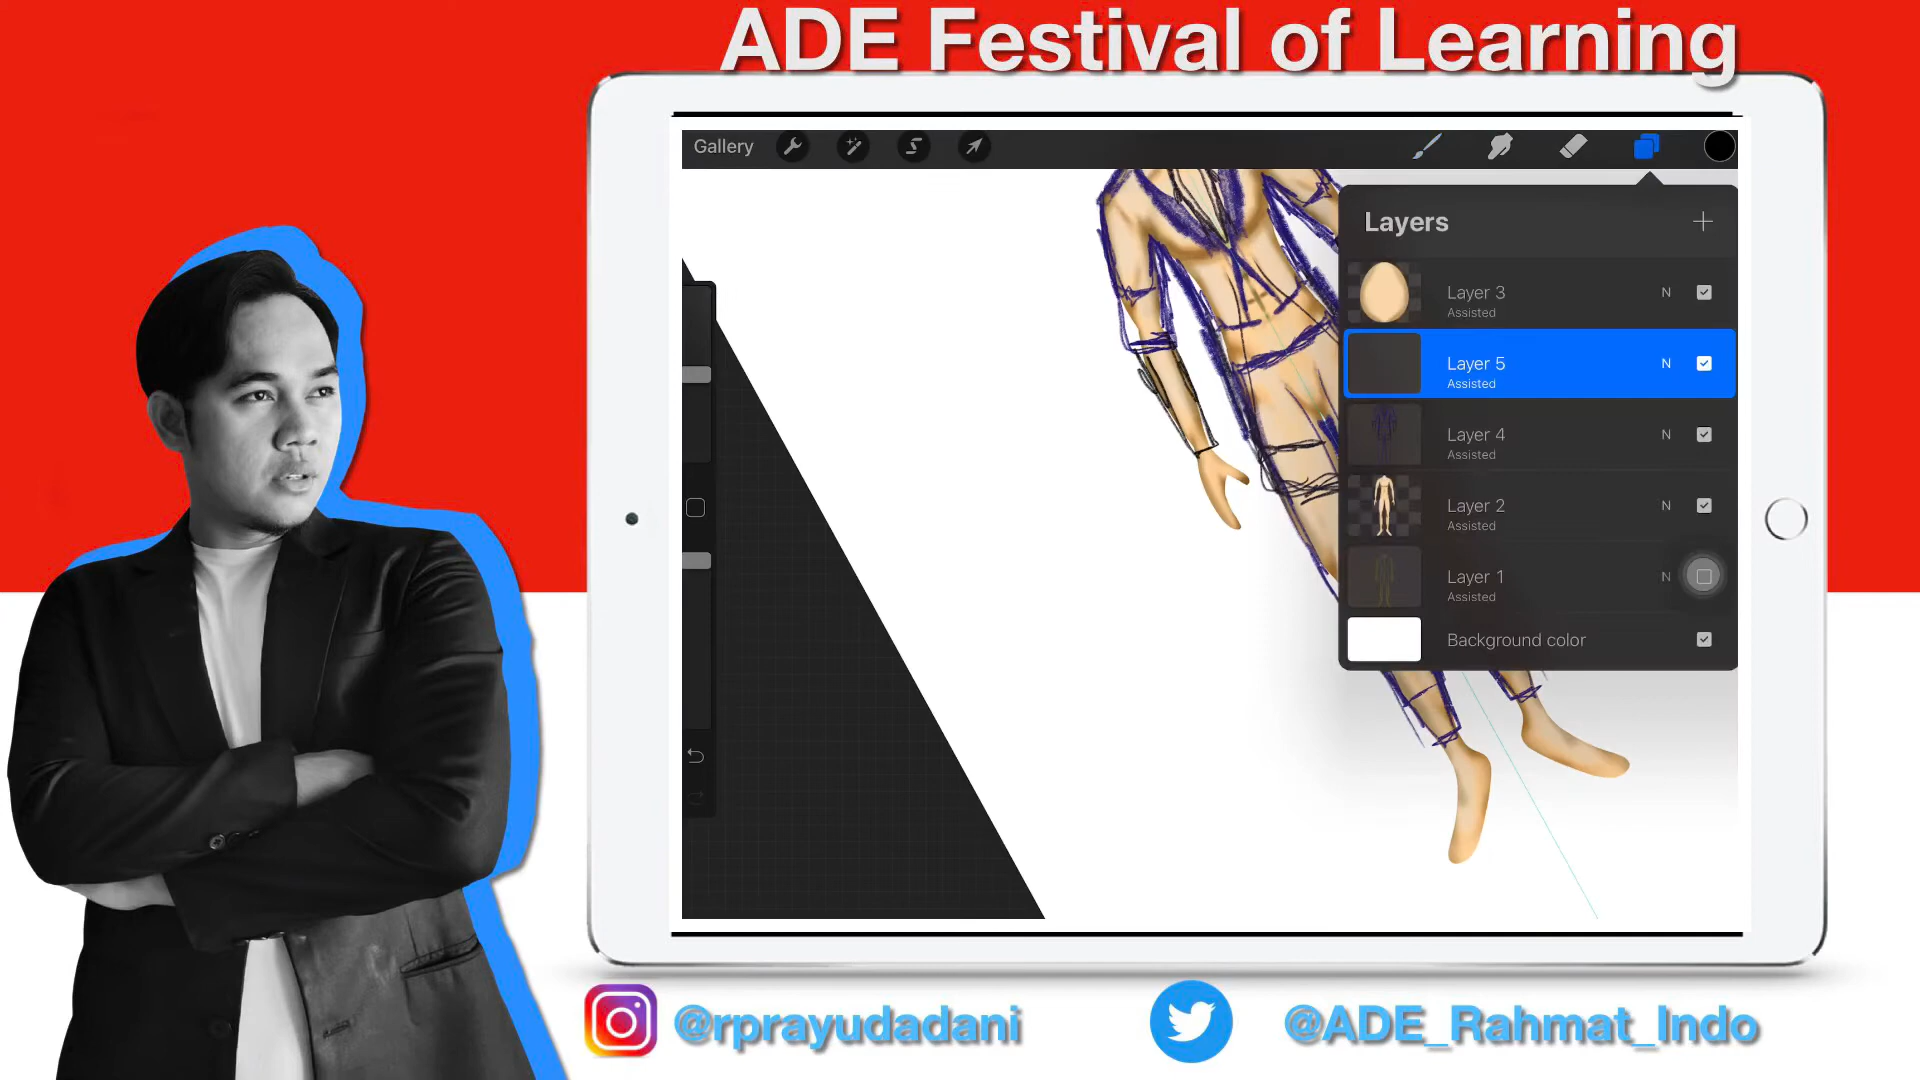 ADE Festival of Learning
Gallery
Layers
Layer 3
N
Assisted
Layer 5
N
Assisted
Layer 4
N
Assisted
Layer 2
N
Assisted
Layer 1
N
Assisted
Background color
@rprayudadani
@ADE_Rahmat_Indo